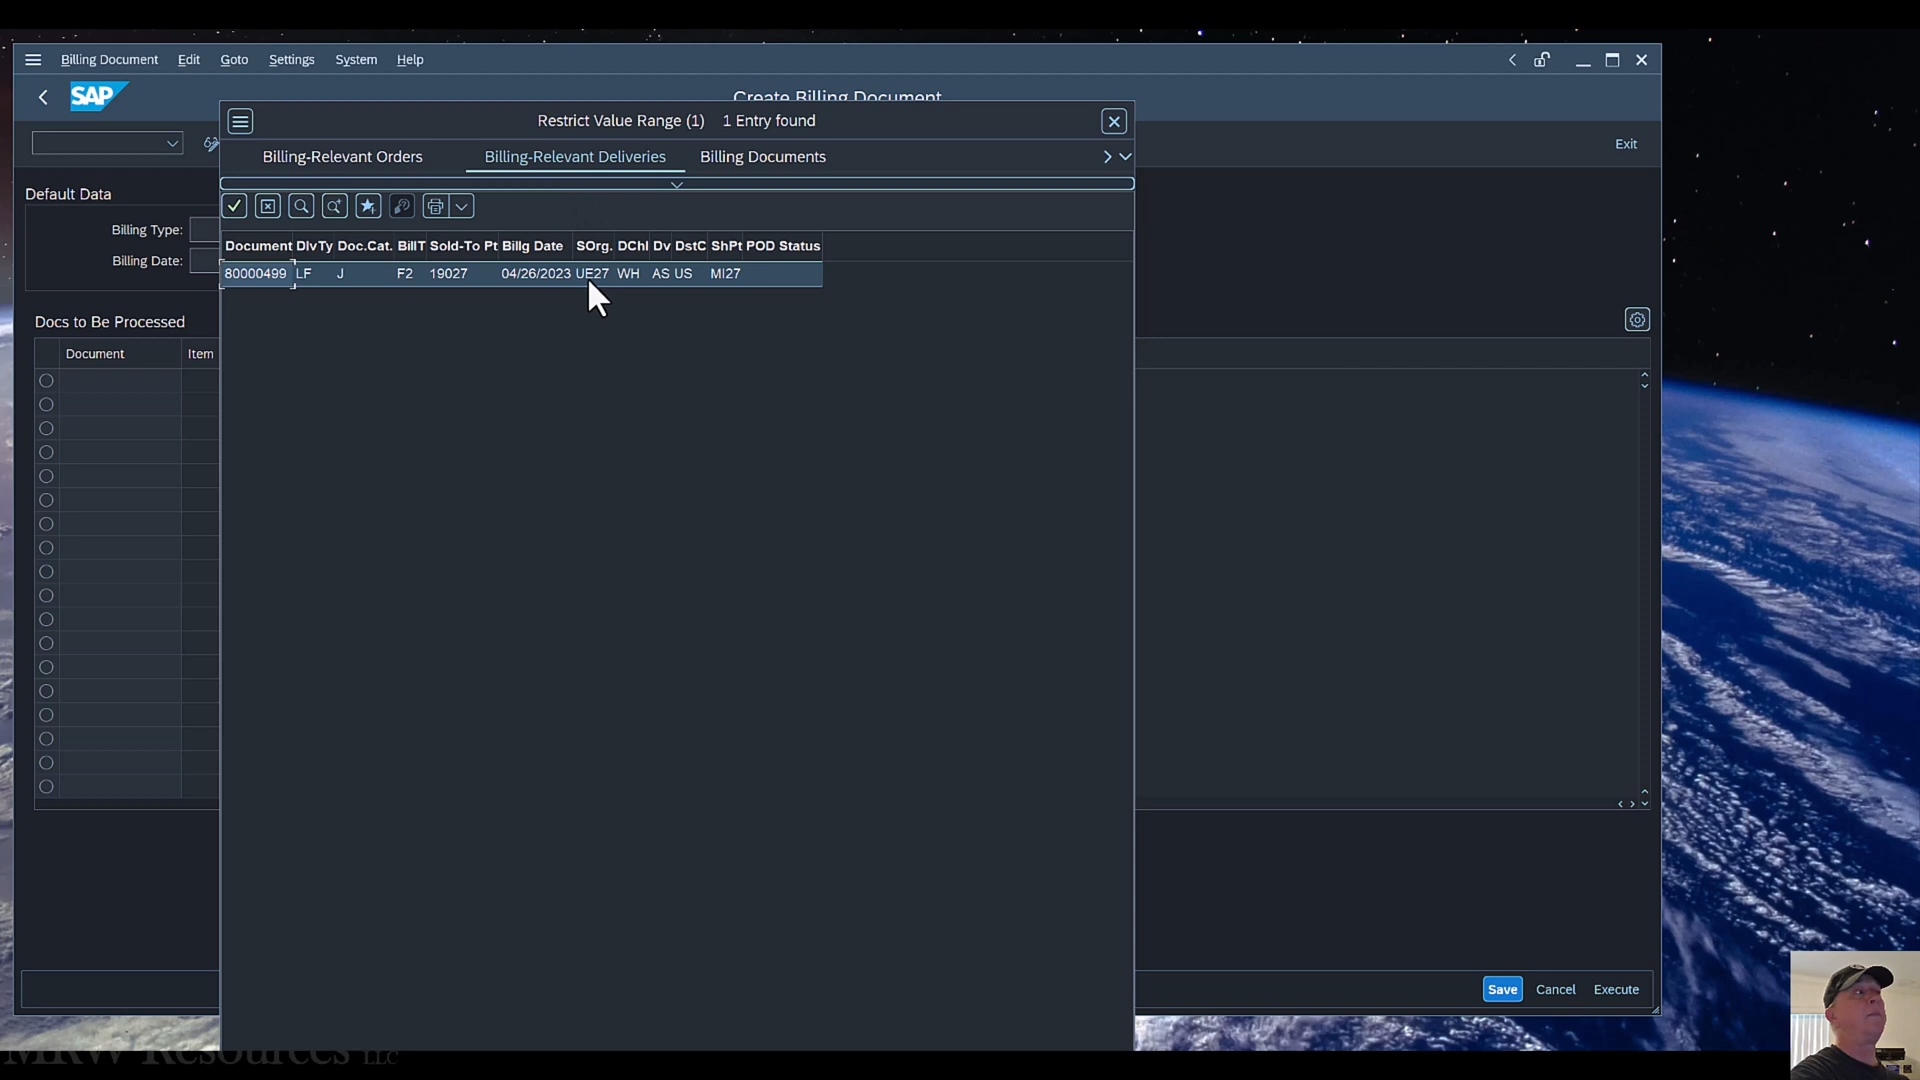 Billing Document Edit Goto Settings System Help
SAP
Create Billing Document
Restrict Value Range (1) 1 Entry found
Exit
Billing-Relevant Orders Billing-Relevant Deliveries Billing Documents
Default Data
Billing Type:
Billing Date:
Document DlvTy Doc.Cat. BillT Sold-To Pt Billg Date SOrg. DChl Dv DstC ShPt POD Status
80000499 LF J F2 19027 04/26/2023 UE27 WH AS US MI27
Docs to Be Processed
Document Item
Save Cancel Execute
MRW Resources LLC